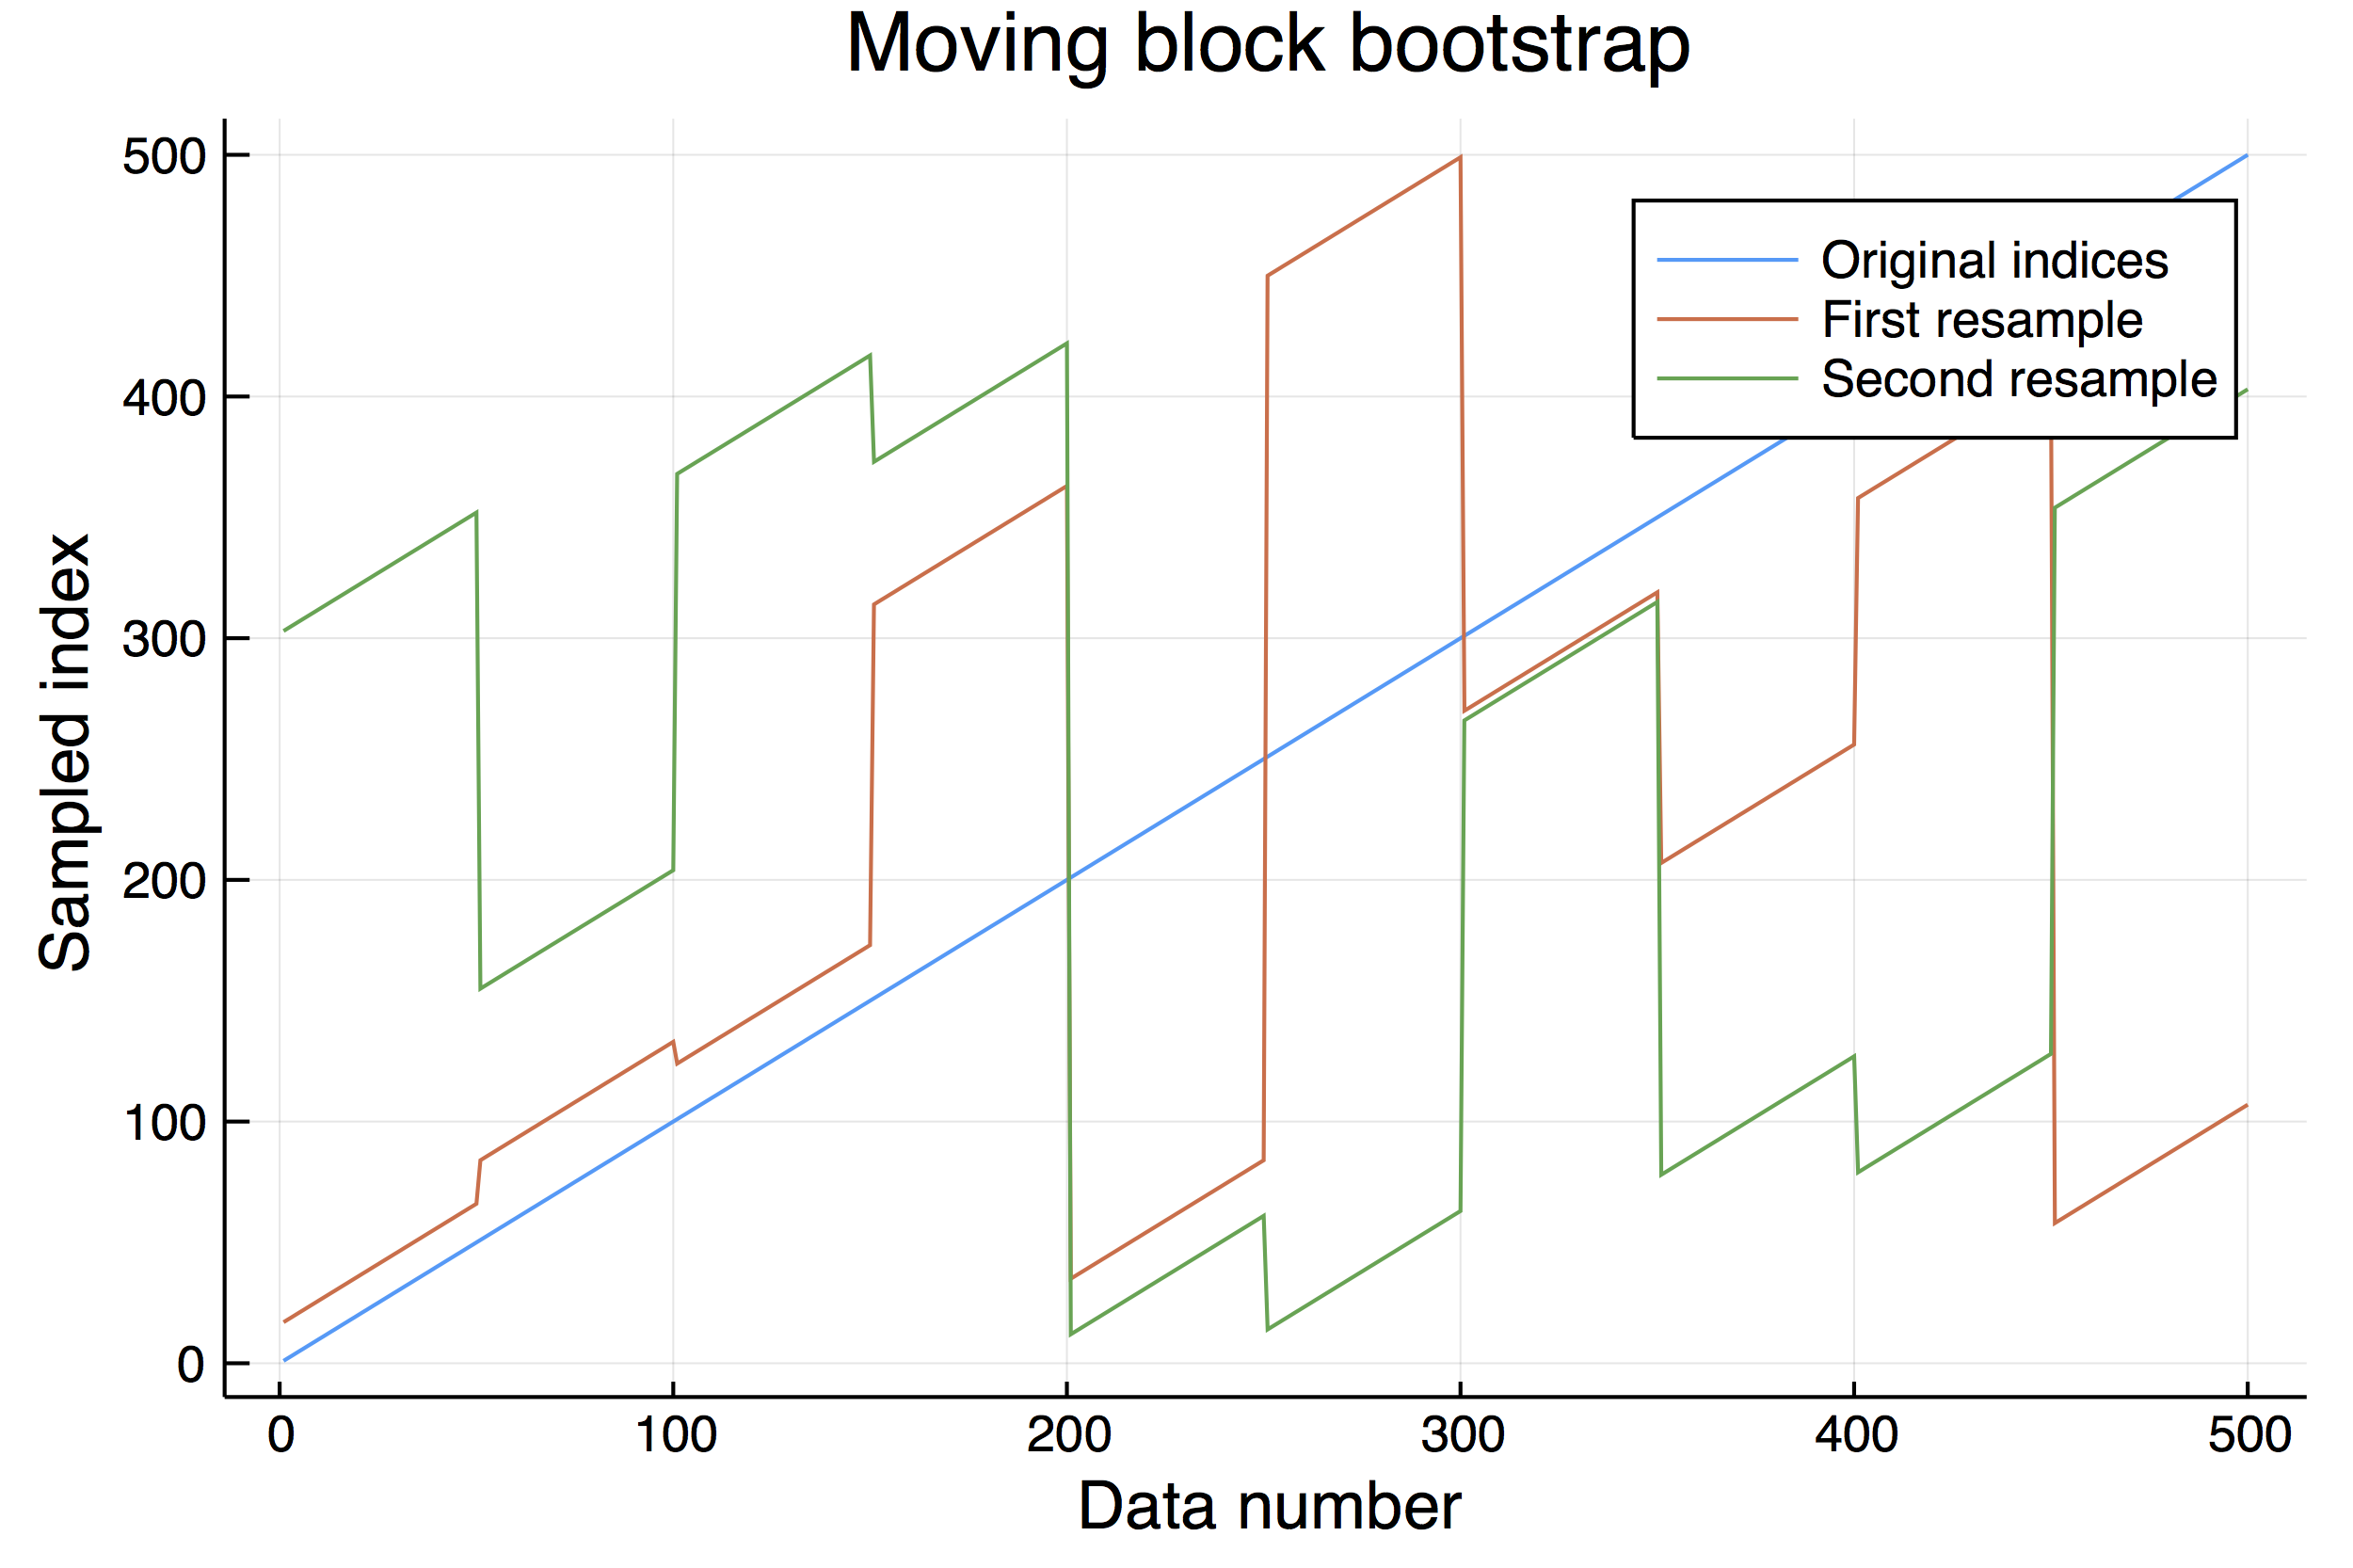 Moving block bootstrap
500
400
300
200
100
0
Sampled index
Original indices
First resample
Second resample
0 100 200 300 400 500
Data number